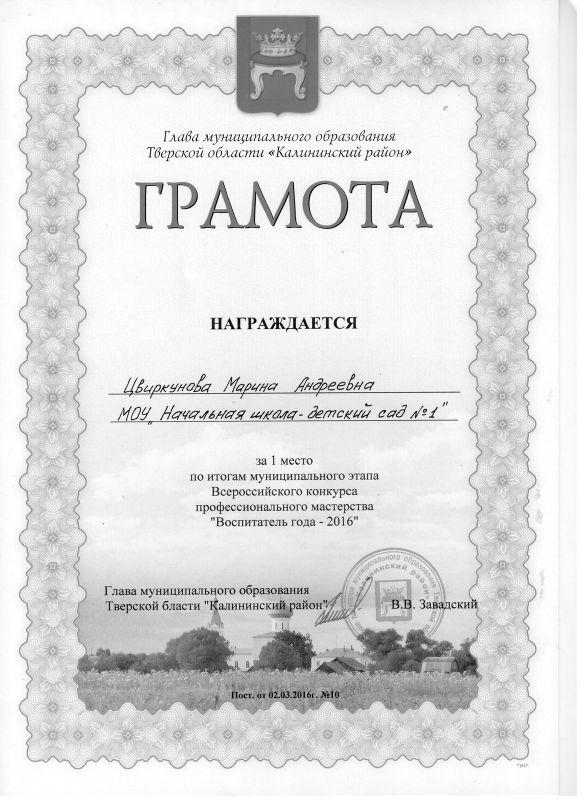 Глава муниципального образования
Тверской области «Калининский район»
ГРАМОТА
НАГРАЖДАЕТСЯ
Цвиркунова Марина Андреевна
МОУ "Начальная школа-детский сад №1"
за 1 место
по итогам муниципального этапа
Всероссийского конкурса
профессионального мастерства
"Воспитатель года - 2016"
Глава муниципального образования
Тверской бласти "Калининский район"
В.В. Завадский
Пост. от 02.03.2016г. №10